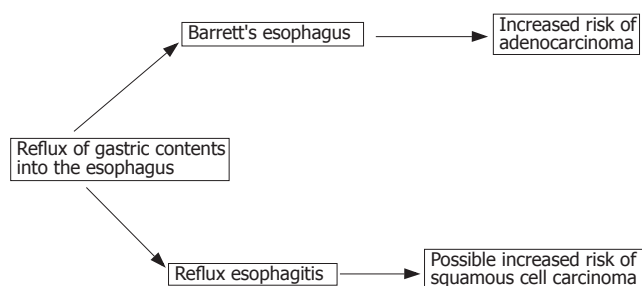 Barrett's esophagus
Increased risk of
adenocarcinoma
Reflux of gastric contents
into the esophagus
Reflux esophagitis
Possible increased risk of
squamous cell carcinoma